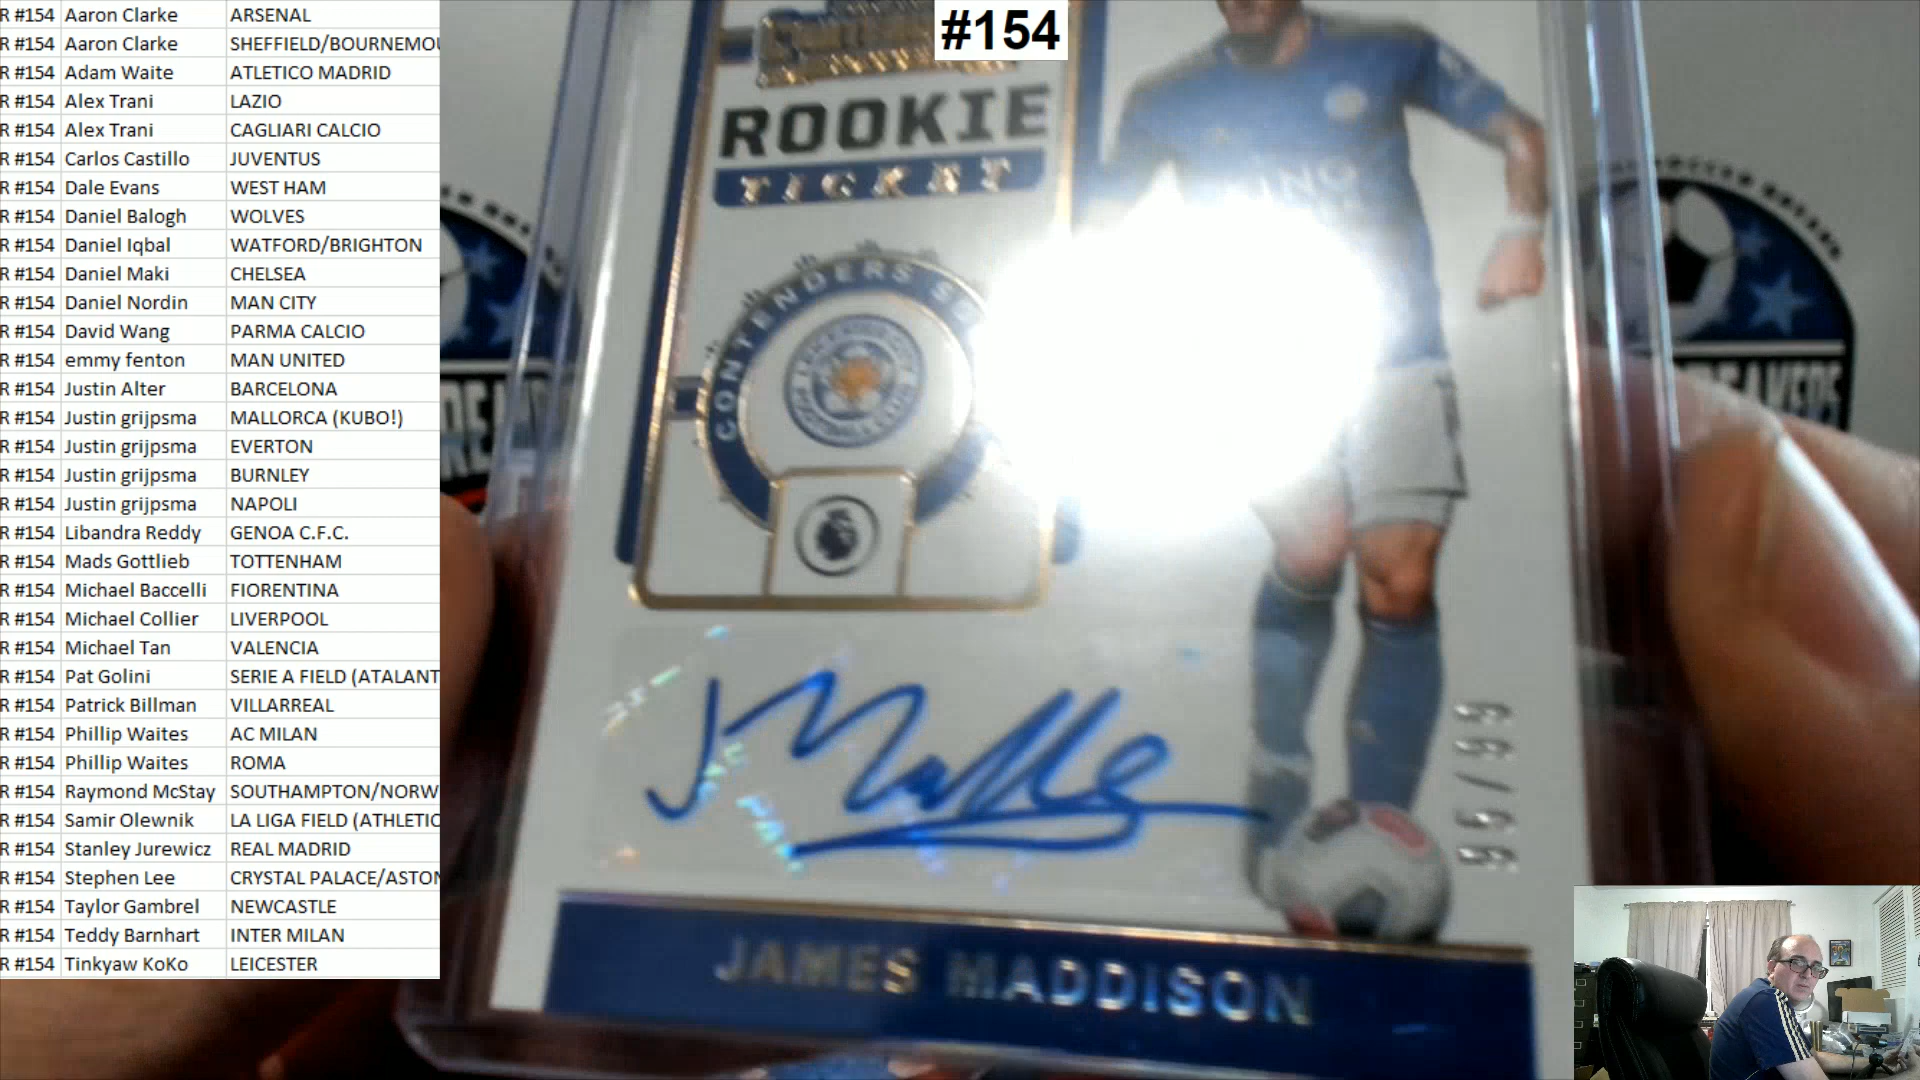 R #154 Aaron Clarke ARSENAL
R #154 Aaron Clarke SHEFFIELD/BOURNEMOU
R #154 Adam Waite ATLETICO MADRID
R #154 Alex Trani LAZIO
R #154 Alex Trani CAGLIARI CALCIO
R #154 Carlos Castillo JUVENTUS
R #154 Dale Evans WEST HAM
R #154 Daniel Balogh WOLVES
R #154 Daniel Iqbal WATFORD/BRIGHTON
R #154 Daniel Maki CHELSEA
R #154 Daniel Nordin MAN CITY
R #154 David Wang PARMA CALCIO
R #154 emmy fenton MAN UNITED
R #154 Justin Alter BARCELONA
R #154 Justin grijpsma MALLORCA (KUBO!)
R #154 Justin grijpsma EVERTON
R #154 Justin grijpsma BURNLEY
R #154 Justin grijpsma NAPOLI
R #154 Libandra Reddy GENOA C.F.C.
R #154 Mads Gottlieb TOTTENHAM
R #154 Michael Baccelli FIORENTINA
R #154 Michael Collier LIVERPOOL
R #154 Michael Tan VALENCIA
R #154 Pat Golini SERIE A FIELD (ATALANT
R #154 Patrick Billman VILLARREAL
R #154 Phillip Waites AC MILAN
R #154 Phillip Waites ROMA
R #154 Raymond McStay SOUTHAMPTON/NORW
R #154 Samir Olewnik LA LIGA FIELD (ATHLETIC
R #154 Stanley Jurewicz REAL MADRID
R #154 Stephen Lee CRYSTAL PALACE/ASTON
R #154 Taylor Gambrel NEWCASTLE
R #154 Teddy Barnhart INTER MILAN
R #154 Tinkyaw KoKo LEICESTER
#154
ROOKIE
TICKET
CONTENDERS
KING
JAMES MADDISON